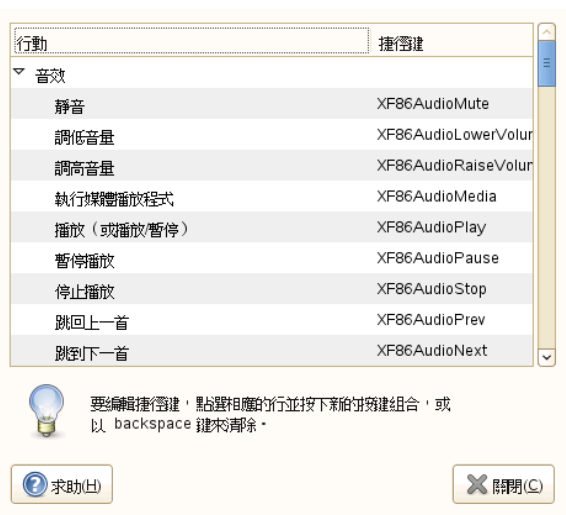 行動 捷徑鍵
音效
靜音 XF86AudioMute
調低音量 XF86AudioLowerVolur
調高音量 XF86AudioRaiseVolur
執行媒體播放程式 XF86AudioMedia
播放（或播放/暫停） XF86AudioPlay
暫停播放 XF86AudioPause
停止播放 XF86AudioStop
跳回上一首 XF86AudioPrev
跳到下一首 XF86AudioNext
要編輯捷徑鍵，點選相應的行並按下新的按鍵組合，或
以 backspace 鍵來清除。
求助(H) 關閉(C)